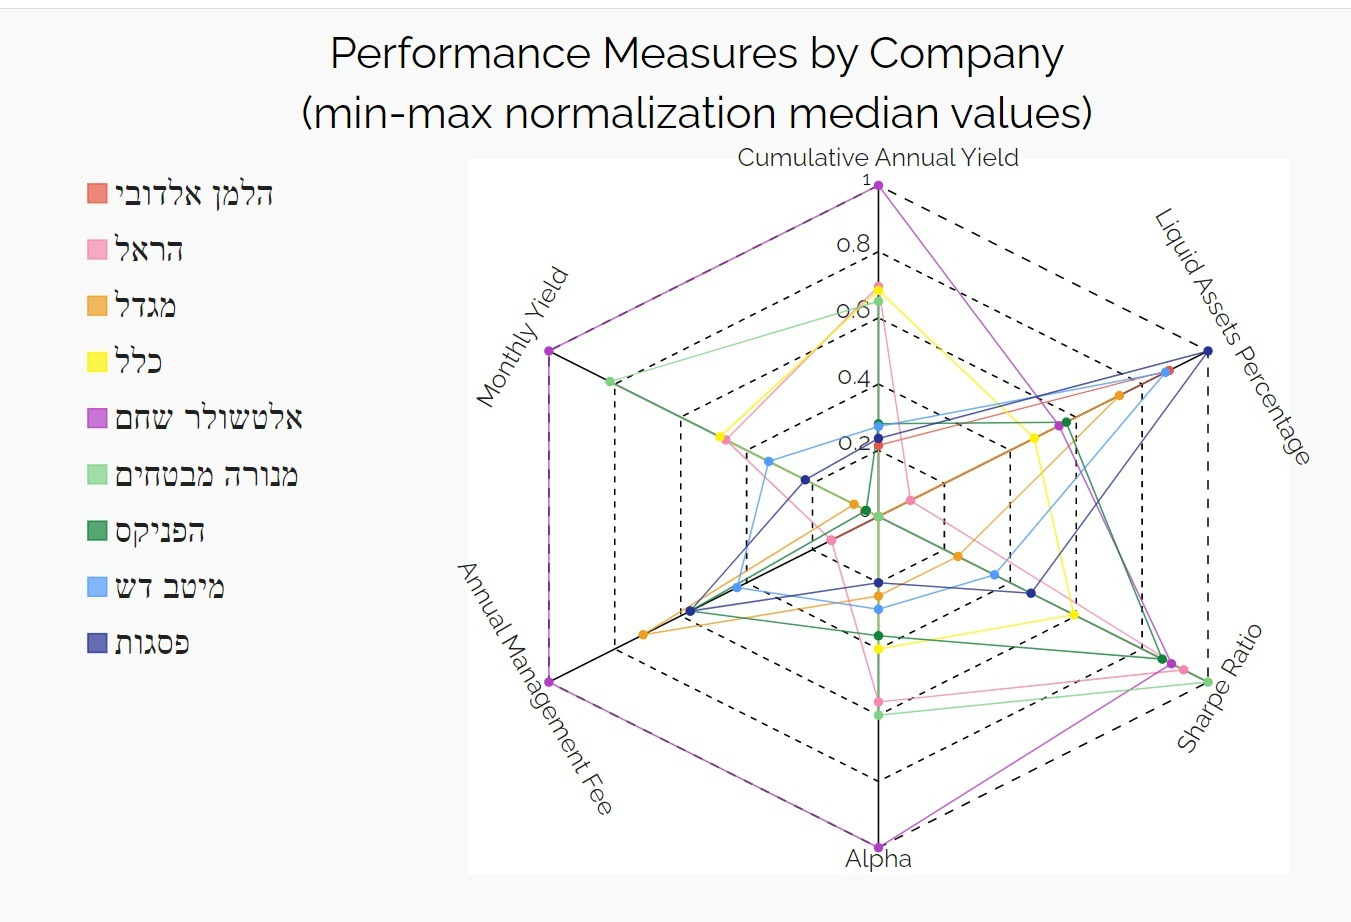 Performance Measures by Company
(min-max normalization median values)
Cumulative Annual Yield
1
0.8
0.6
0.4
0.2
0
Liquid Assets Percentage
Sharpe Ratio
Alpha
Annual Management Fee
Monthly Yield
הלמן אלדובי
הראל
מגדל
כלל
אלטשולר שחם
מנורה מבטחים
הפניקס
מיטב דש
פסגות